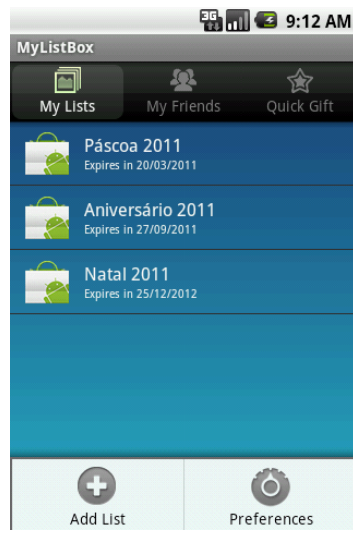 3G 9:12 AM
MyListBox
My Lists My Friends Quick Gift
Páscoa 2011
Expires in 20/03/2011
Aniversário 2011
Expires in 27/09/2011
Natal 2011
Expires in 25/12/2012
Add List Preferences